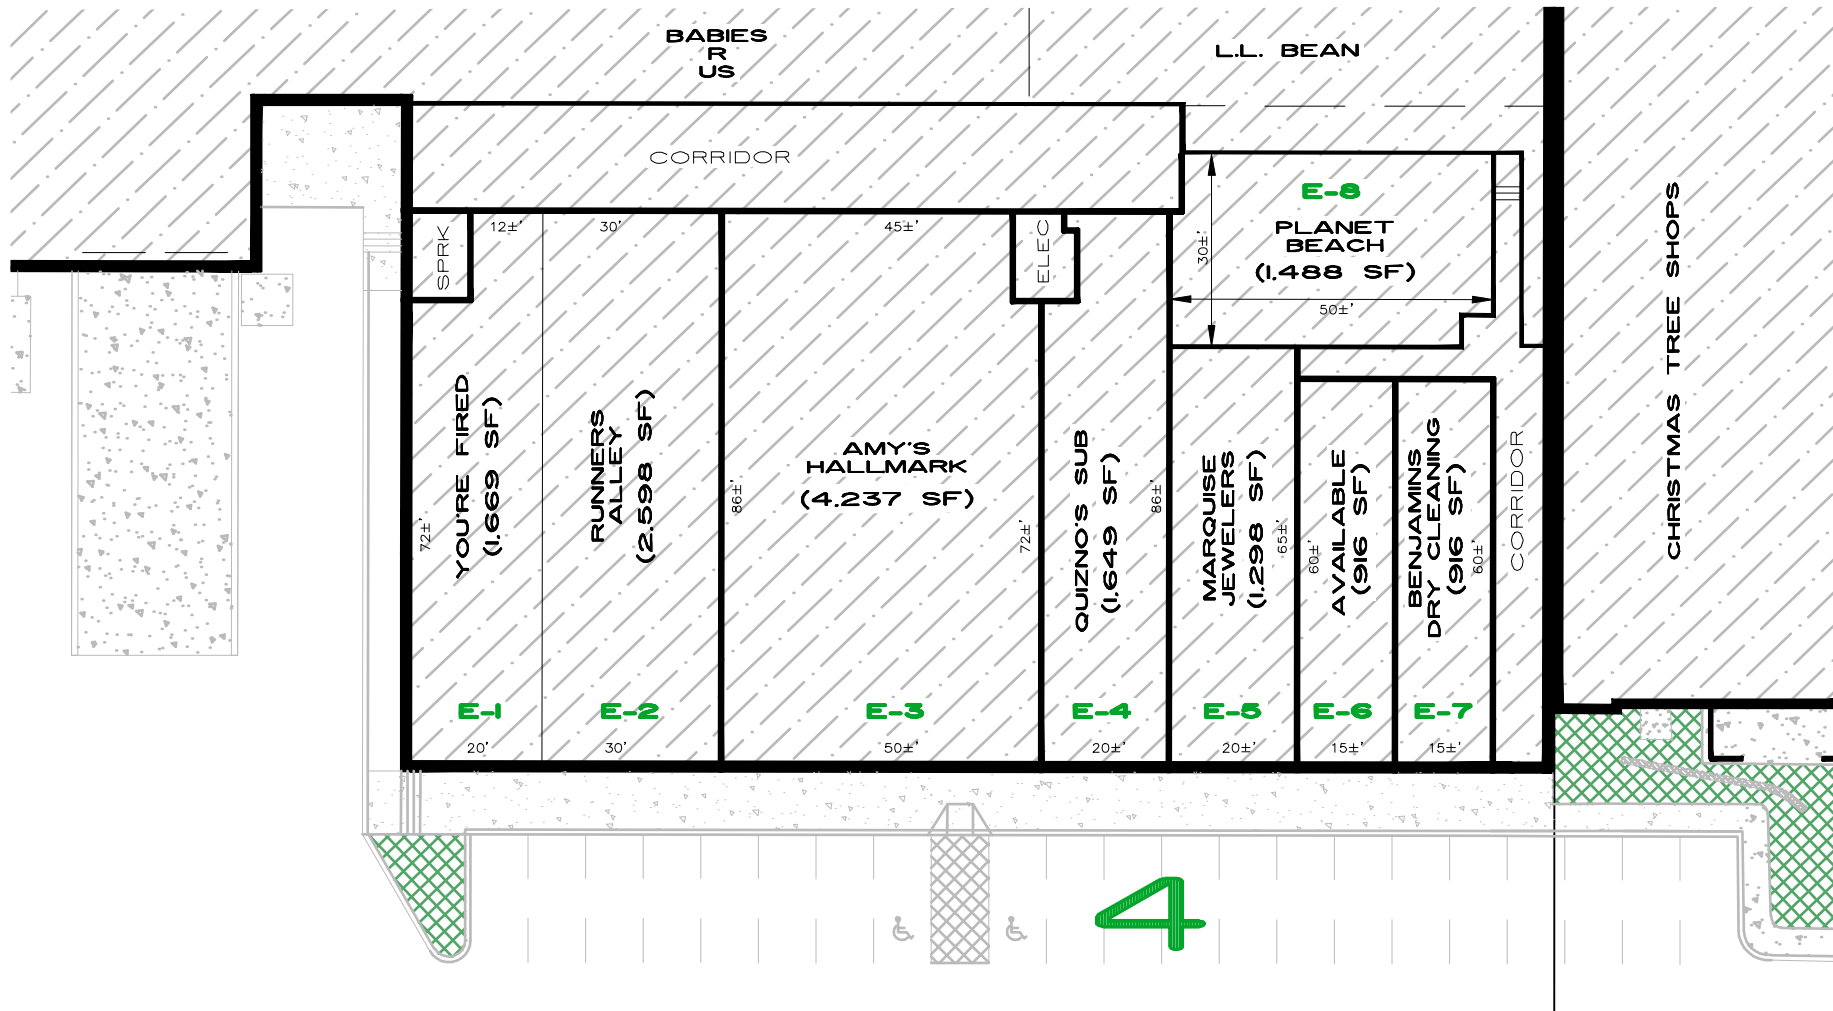 BABIES
R
US
L.L. BEAN
CORRIDOR
SPRK
12±'
30'
45±'
ELEC
E-8
PLANET
BEACH
(1.488 SF)
30±'
50±'
CHRISTMAS TREE SHOPS
YOU'RE FIRED
(1.669 SF)
72±'
RUNNERS
ALLEY
(2.598 SF)
86±'
AMY'S
HALLMARK
(4.237 SF)
72±'
QUIZNO'S SUB
(1.649 SF)
86±'
MARQUISE
JEWELERS
(1.298 SF)
65±'
60±'
AVAILABLE
(916 SF)
BENJAMINS
DRY CLEANING
(916 SF)
60±'
CORRIDOR
E-1
E-2
E-3
E-4
E-5
E-6
E-7
20'
30'
50±'
20±'
20±'
15±'
15±'
4